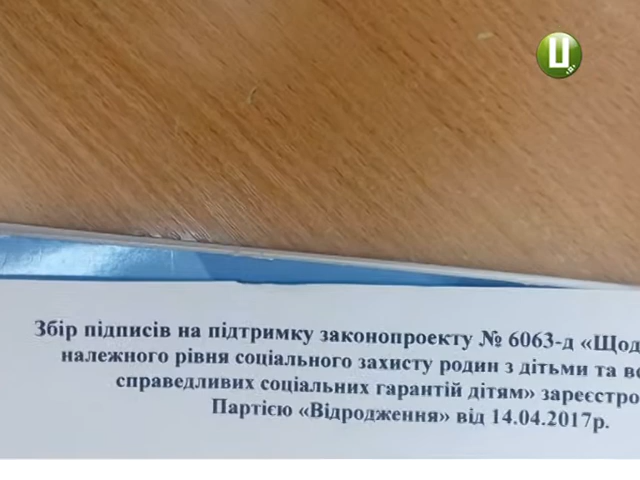 Ц
Збір підписів на підтримку законопроекту № 6063-д «Щод
належного рівня соціального захисту родин з дітьми та
справедливих соціальних гарантій дітям» зареєстро
Партією «Відродження» від 14.04.2017р.